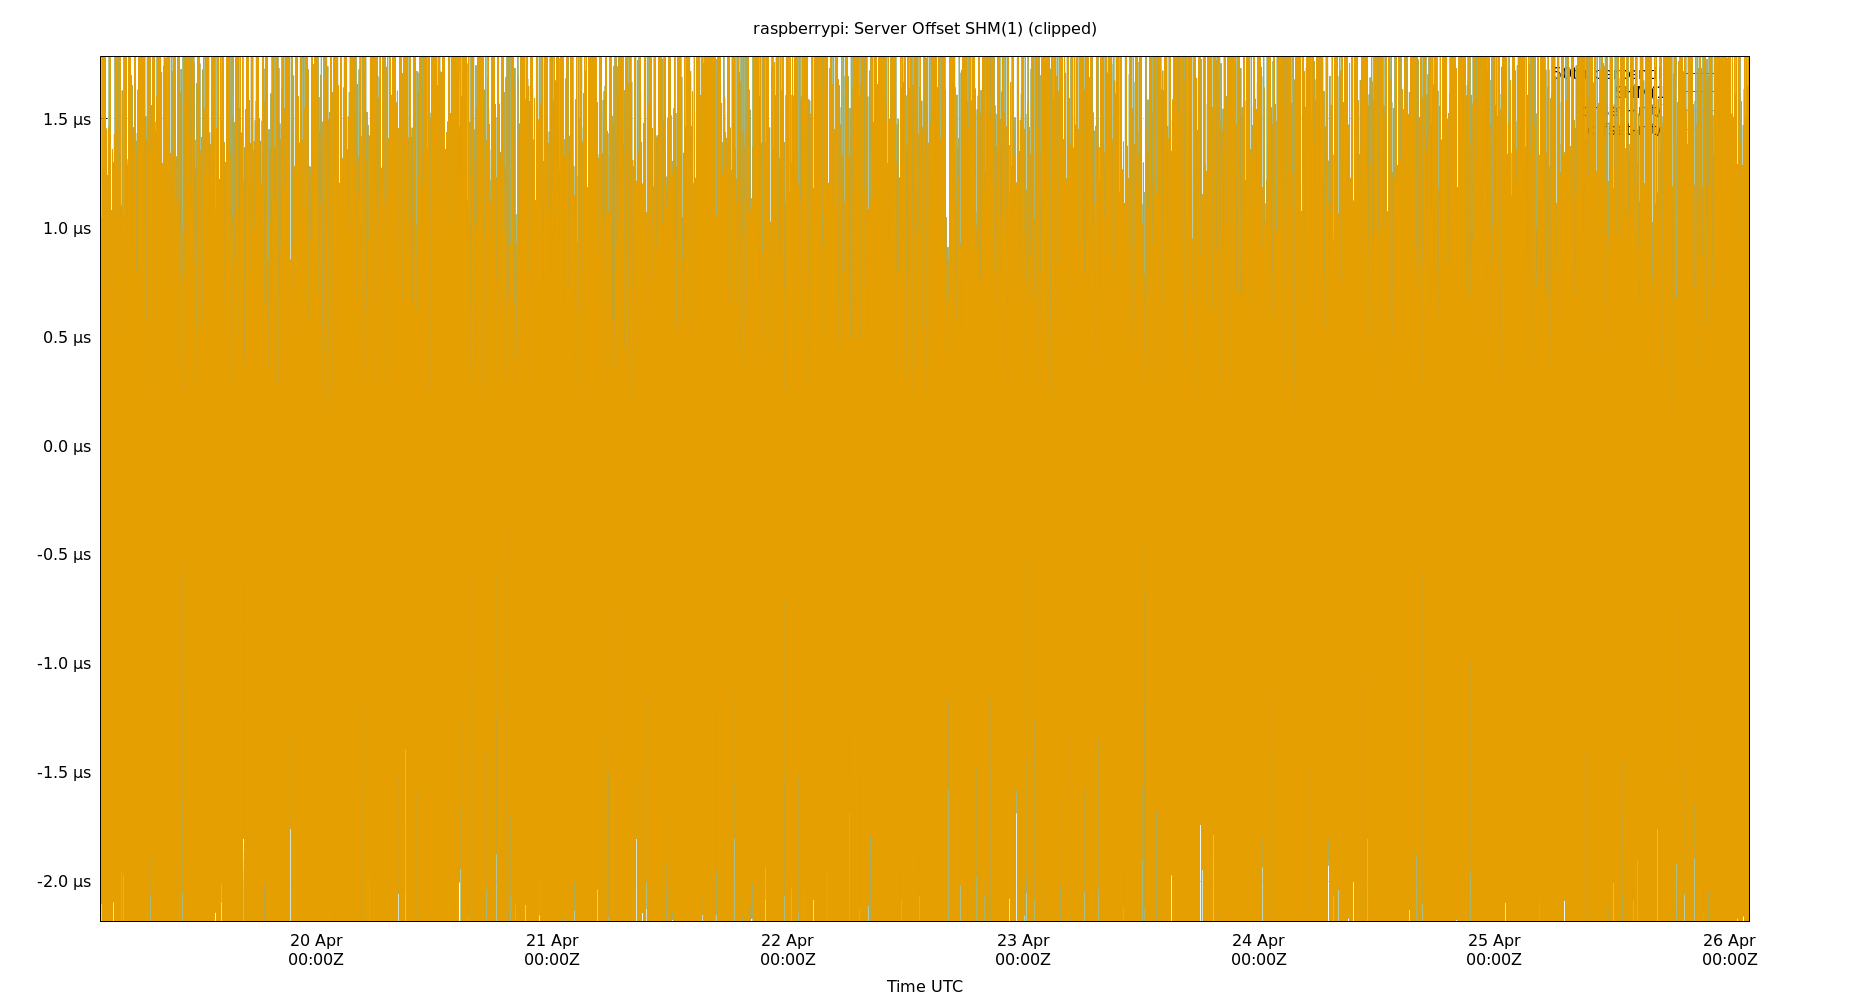 raspberrypi: Server Offset SHM(1) (clipped)
1.5 µs
1.0 µs
0.5 µs
0.0 µs
-0.5 µs
-1.0 µs
-1.5 µs
-2.0 µs
20 Apr 21 Apr 22 Apr 23 Apr 24 Apr 25 Apr 26 Apr
00:00Z 00:00Z 00:00Z 00:00Z 00:00Z 00:00Z 00:00Z
Time UTC